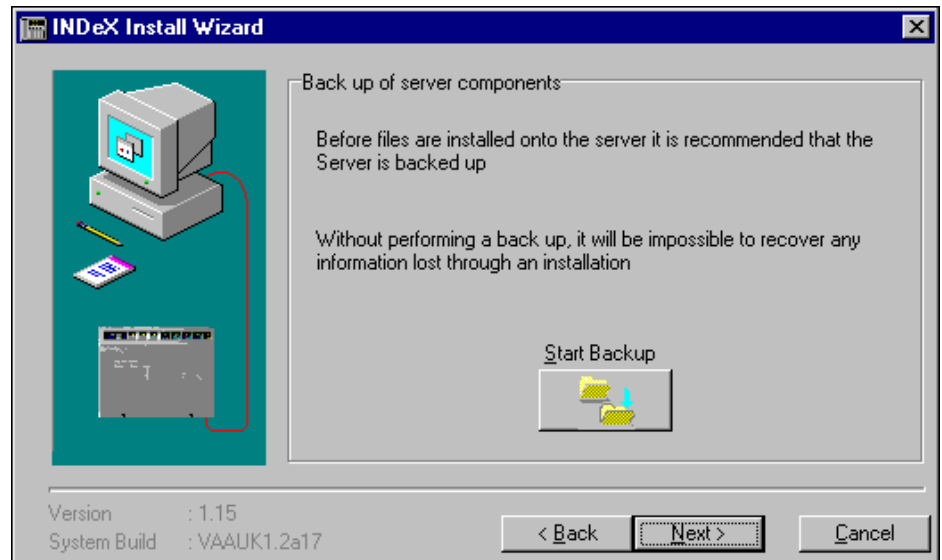 INDeX Install Wizard
Back up of server components
Before files are installed onto the server it is recommended that the
Server is backed up
Without performing a back up, it will be impossible to recover any
information lost through an installation
Start Backup
Version : 1.15
System Build : VAAUK1.2a17
< Back
Next >
Cancel